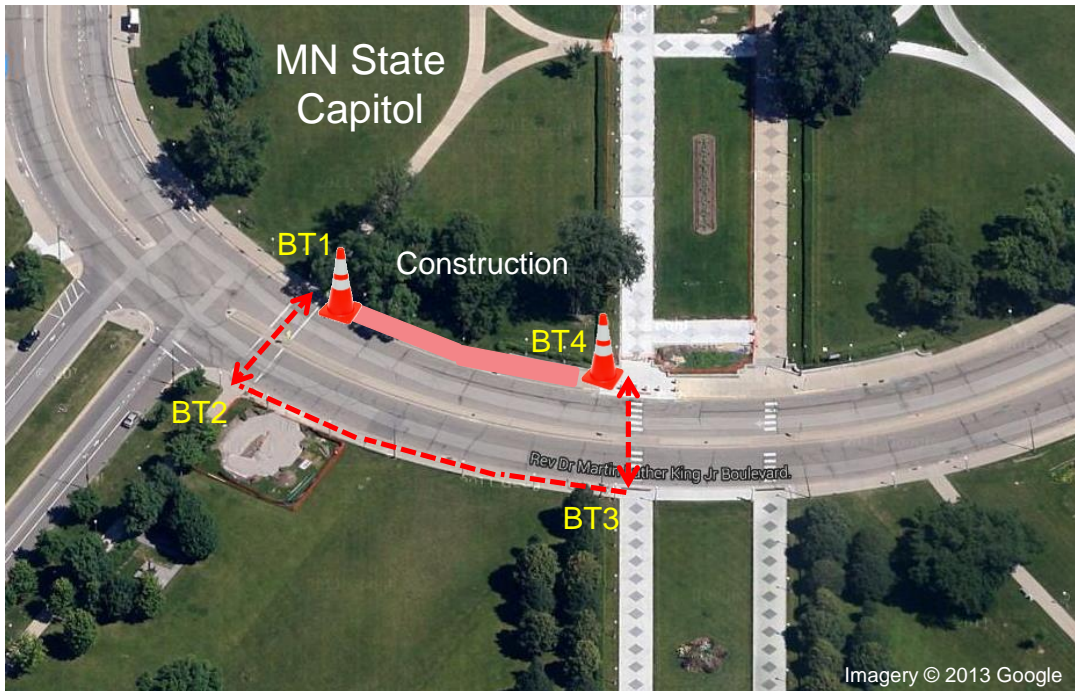 MN State
Capitol
BT1
Construction
BT4
BT2
Rev Dr Martin Luther King Jr Boulevard.
BT3
Imagery © 2013 Google